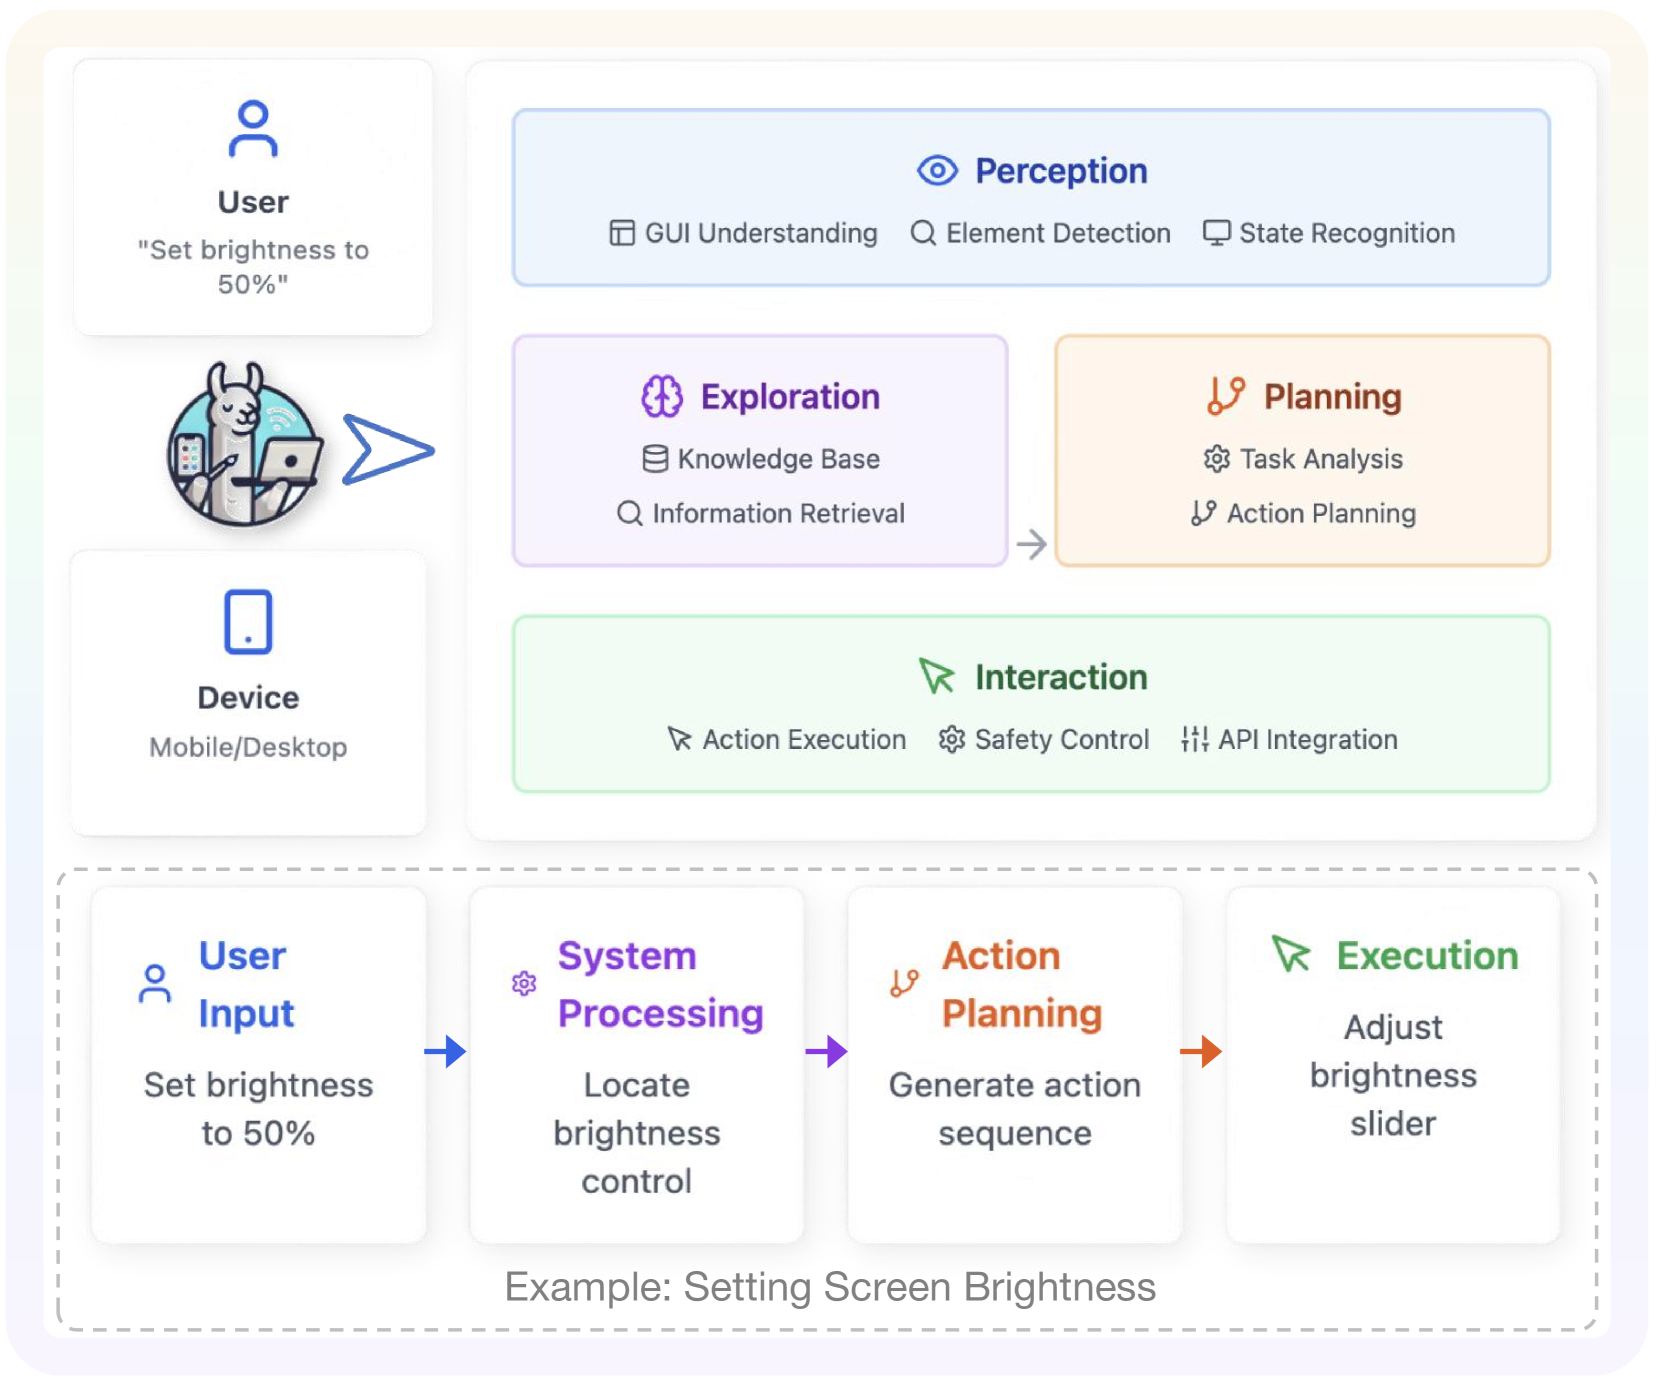 User
"Set brightness to
50%"
Device
Mobile/Desktop
Perception
GUI Understanding Element Detection State Recognition
Exploration
Knowledge Base
Information Retrieval
Planning
Task Analysis
Action Planning
Interaction
Action Execution Safety Control API Integration
User
Input
Set brightness
to 50%
System
Processing
Locate
brightness
control
Action
Planning
Generate action
sequence
Execution
Adjust
brightness
slider
Example: Setting Screen Brightness